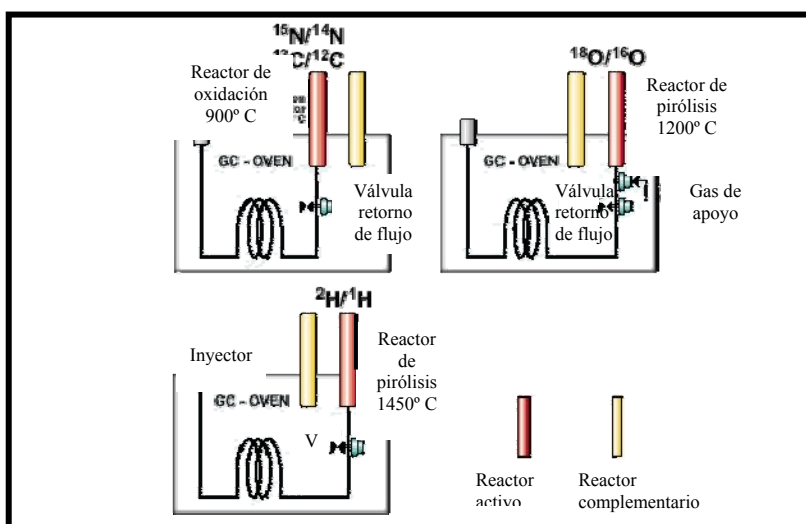 ¹⁵N/¹⁴N
¹³C/¹²C
Reactor de
oxidación
900º C
GC - OVEN
Válvula
retorno
de flujo
¹⁸O/¹⁶O
Reactor de
pirólisis
1200º C
GC - OVEN
Válvula
retorno
de flujo
Gas de
apoyo
²H/¹H
Inyector
Reactor
de
pirólisis
1450º C
GC - OVEN
V
Reactor
activo
Reactor
complementario